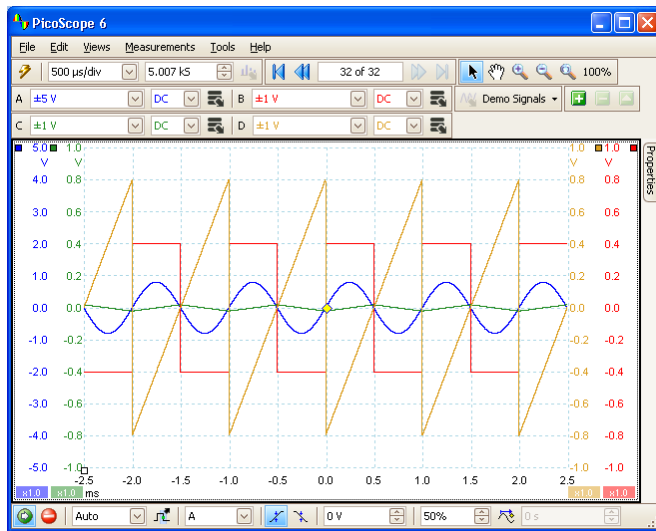 PicoScope 6
File Edit Views Measurements Tools Help
500 µs/div 5.007 kS 32 of 32 100%
A ±5 V DC B ±1 V DC Demo Signals
C ±1 V DC D ±1 V DC
5.0 1.0 1.0 1.0
V V V V
4.0 0.8 0.8 0.8
3.0 0.6 0.6 0.6
2.0 0.4 0.4 0.4
1.0 0.2 0.2 0.2
0.0 0.0 0.0 0.0
-1.0 -0.2 -0.2 -0.2
-2.0 -0.4 -0.4 -0.4
-3.0 -0.6 -0.6 -0.6
-4.0 -0.8 -0.8 -0.8
-5.0 -1.0 -1.0 -1.0
-2.5 -2.0 -1.5 -1.0 -0.5 0.0 0.5 1.0 1.5 2.0 2.5
x1.0 x1.0 ms x1.0 x1.0
Properties
Auto A 0 V 50% 0 s